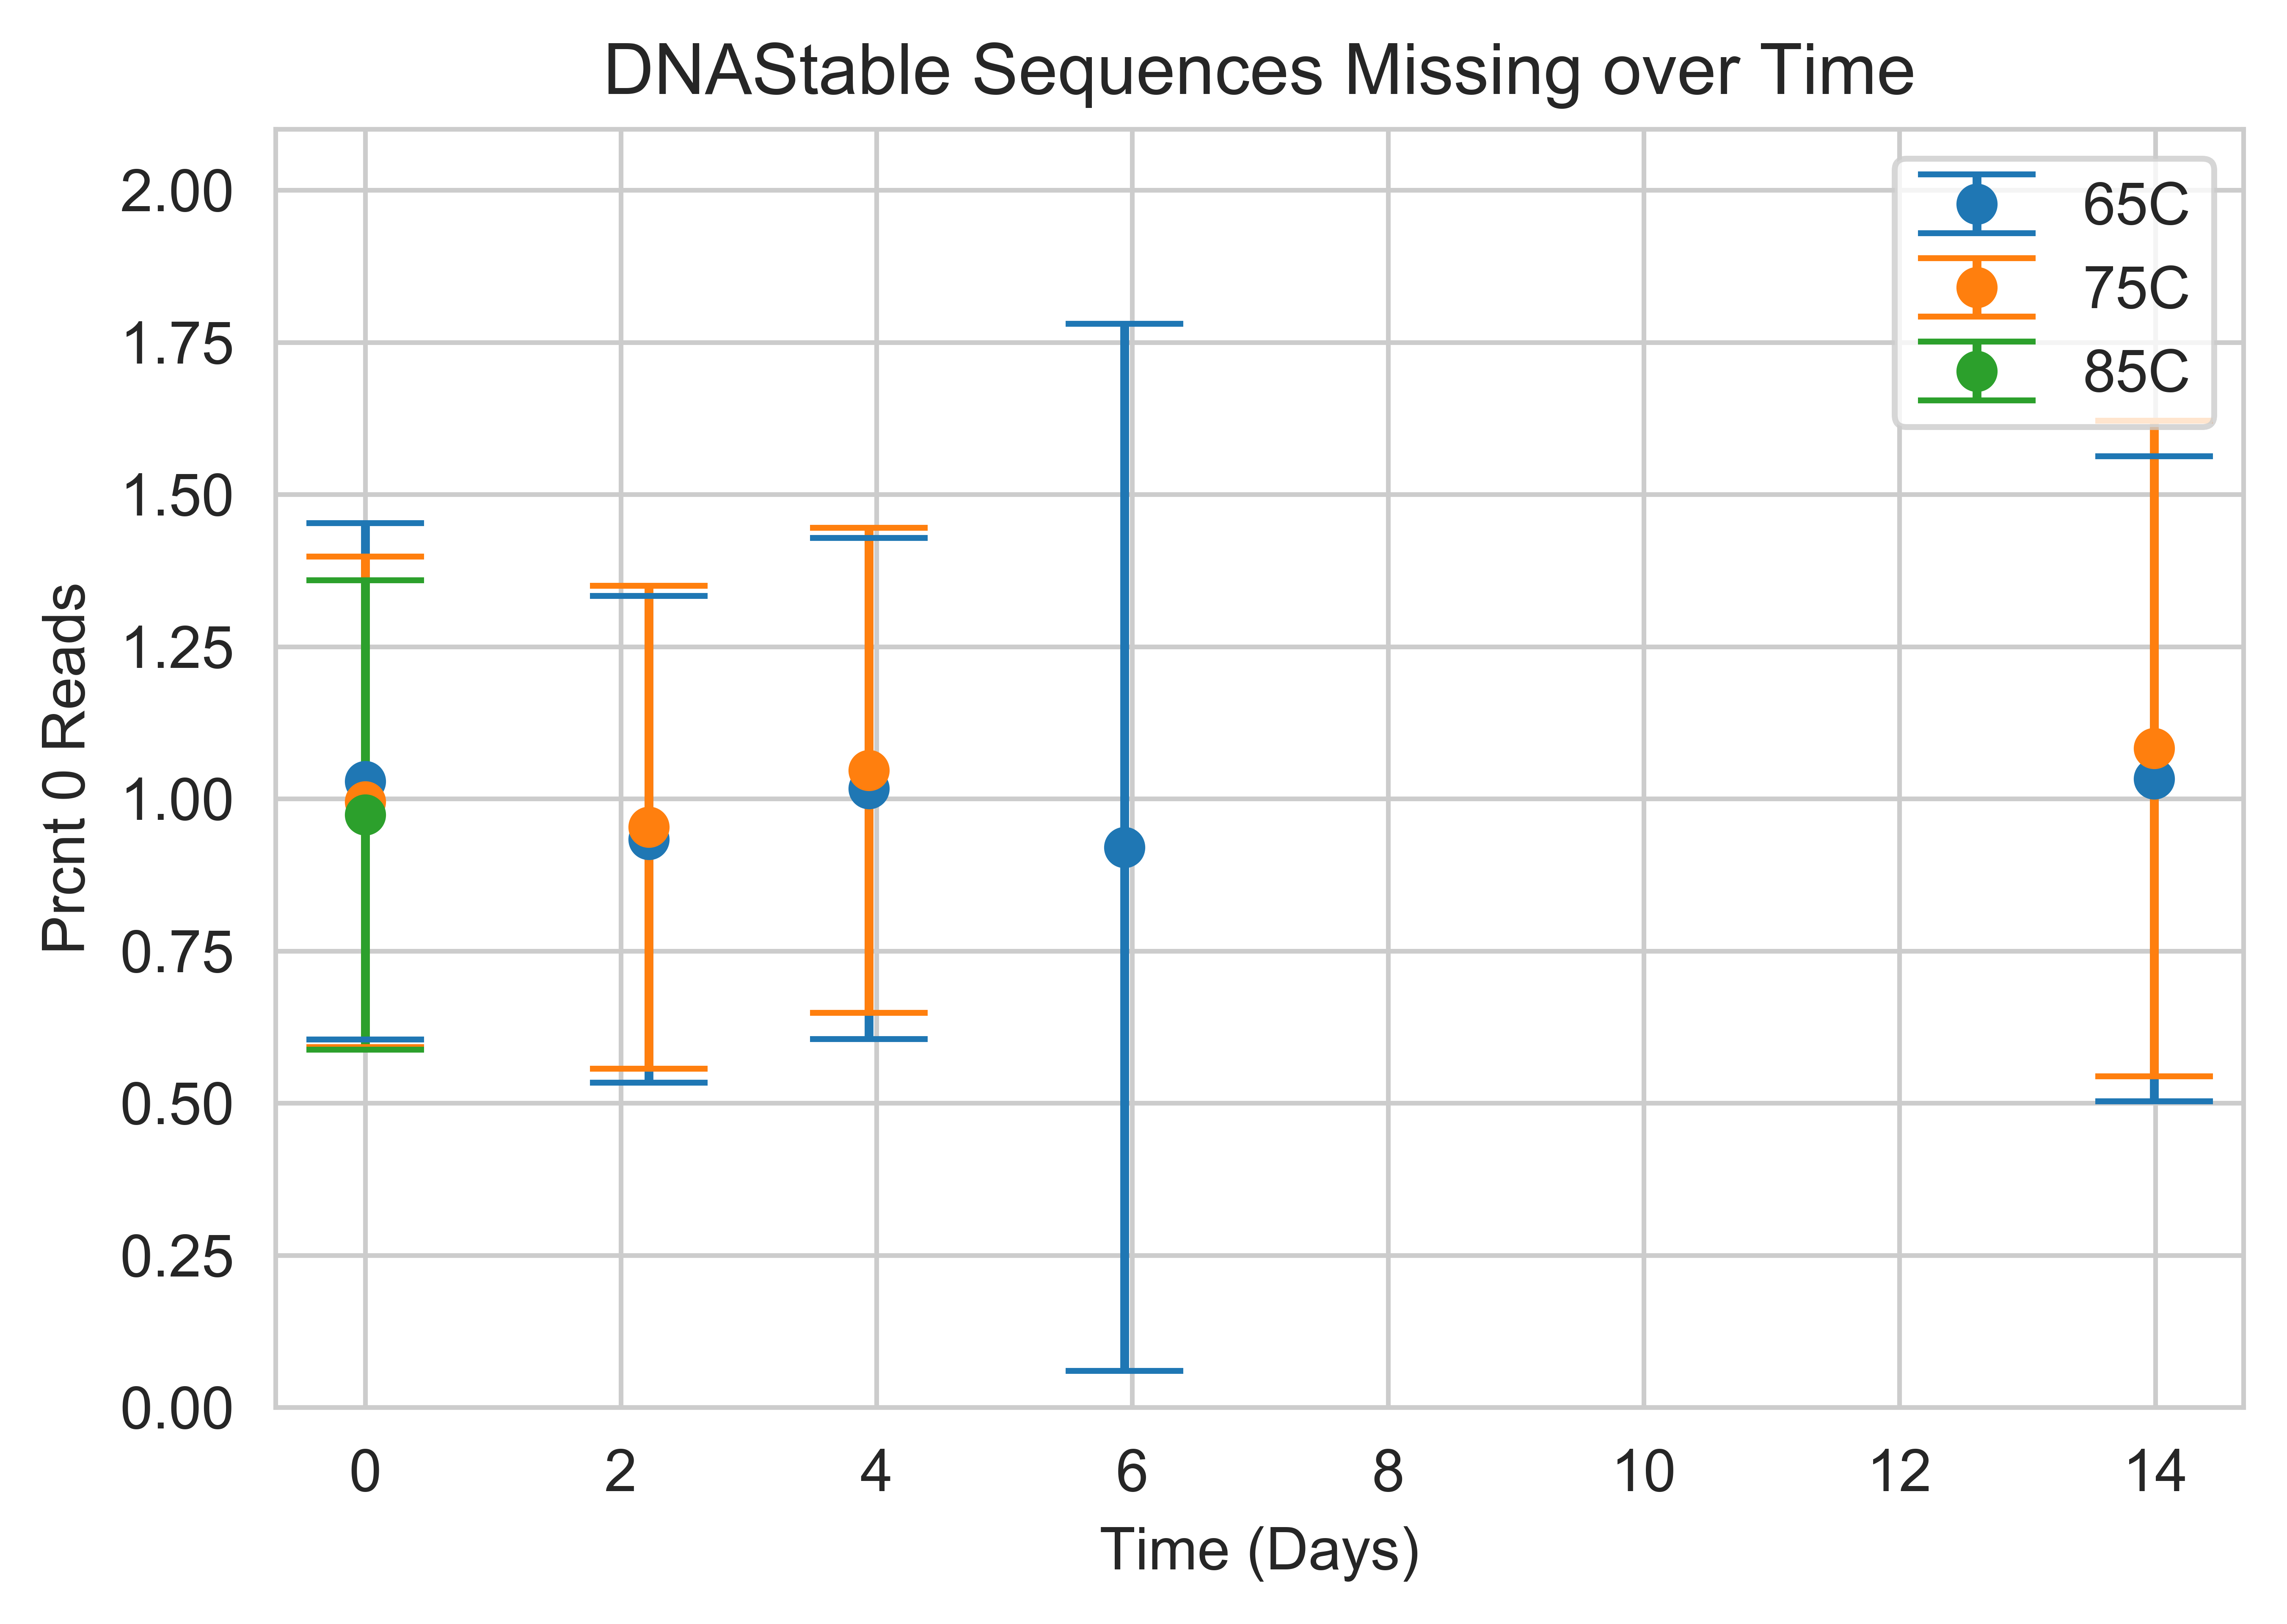 DNAStable Sequences Missing over Time
Prcnt 0 Reads
2.00
1.75
1.50
1.25
1.00
0.75
0.50
0.25
0.00
65C
75C
85C
0 2 4 6 8 10 12 14
Time (Days)